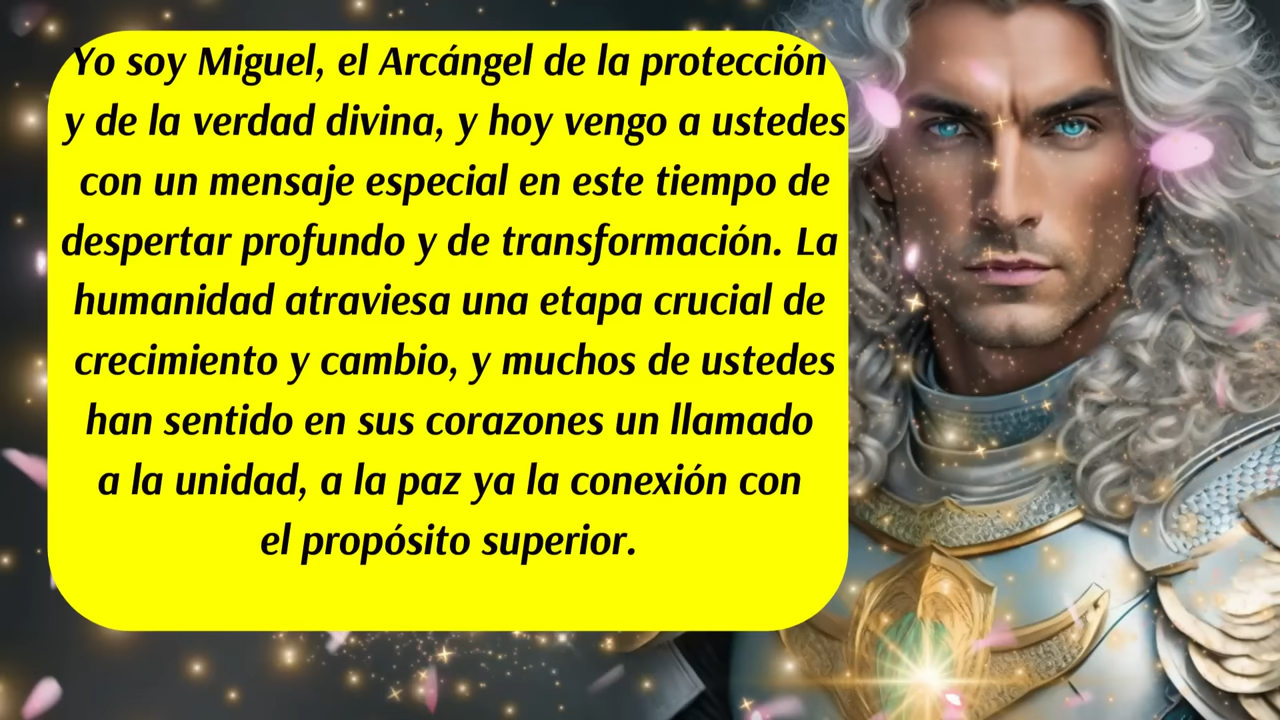 Yo soy Miguel, el Arcángel de la protección
y de la verdad divina, y hoy vengo a ustedes
con un mensaje especial en este tiempo de
despertar profundo y de transformación. La
humanidad atraviesa una etapa crucial de
crecimiento y cambio, y muchos de ustedes
han sentido en sus corazones un llamado
a la unidad, a la paz ya la conexión con
el propósito superior.